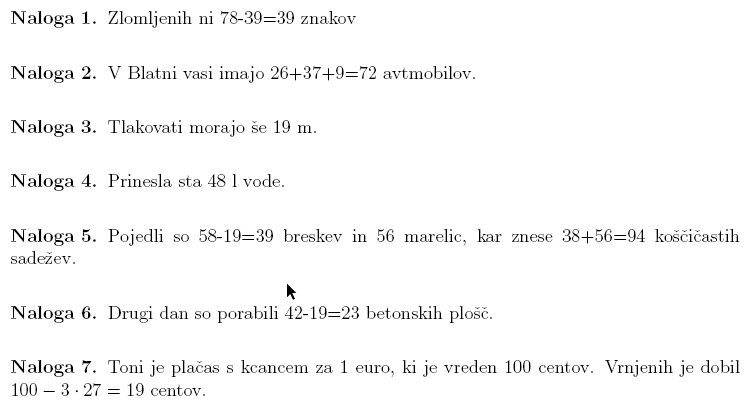 Naloga 1. Zlomljenih ni 78-39=39 znakov
Naloga 2. V Blatni vasi imajo 26+37+9=72 avtmobilov.
Naloga 3. Tlakovati morajo še 19 m.
Naloga 4. Prinesla sta 48 l vode.
Naloga 5. Pojedli so 58-19=39 breskev in 56 marelic, kar znese 38+56=94 koščičastih
sadežev.
Naloga 6. Drugi dan so porabili 42-19=23 betonskih plošč.
Naloga 7. Toni je plačas s kcancem za 1 euro, ki je vreden 100 centov. Vrnjenih je dobil
100 − 3 · 27 = 19 centov.